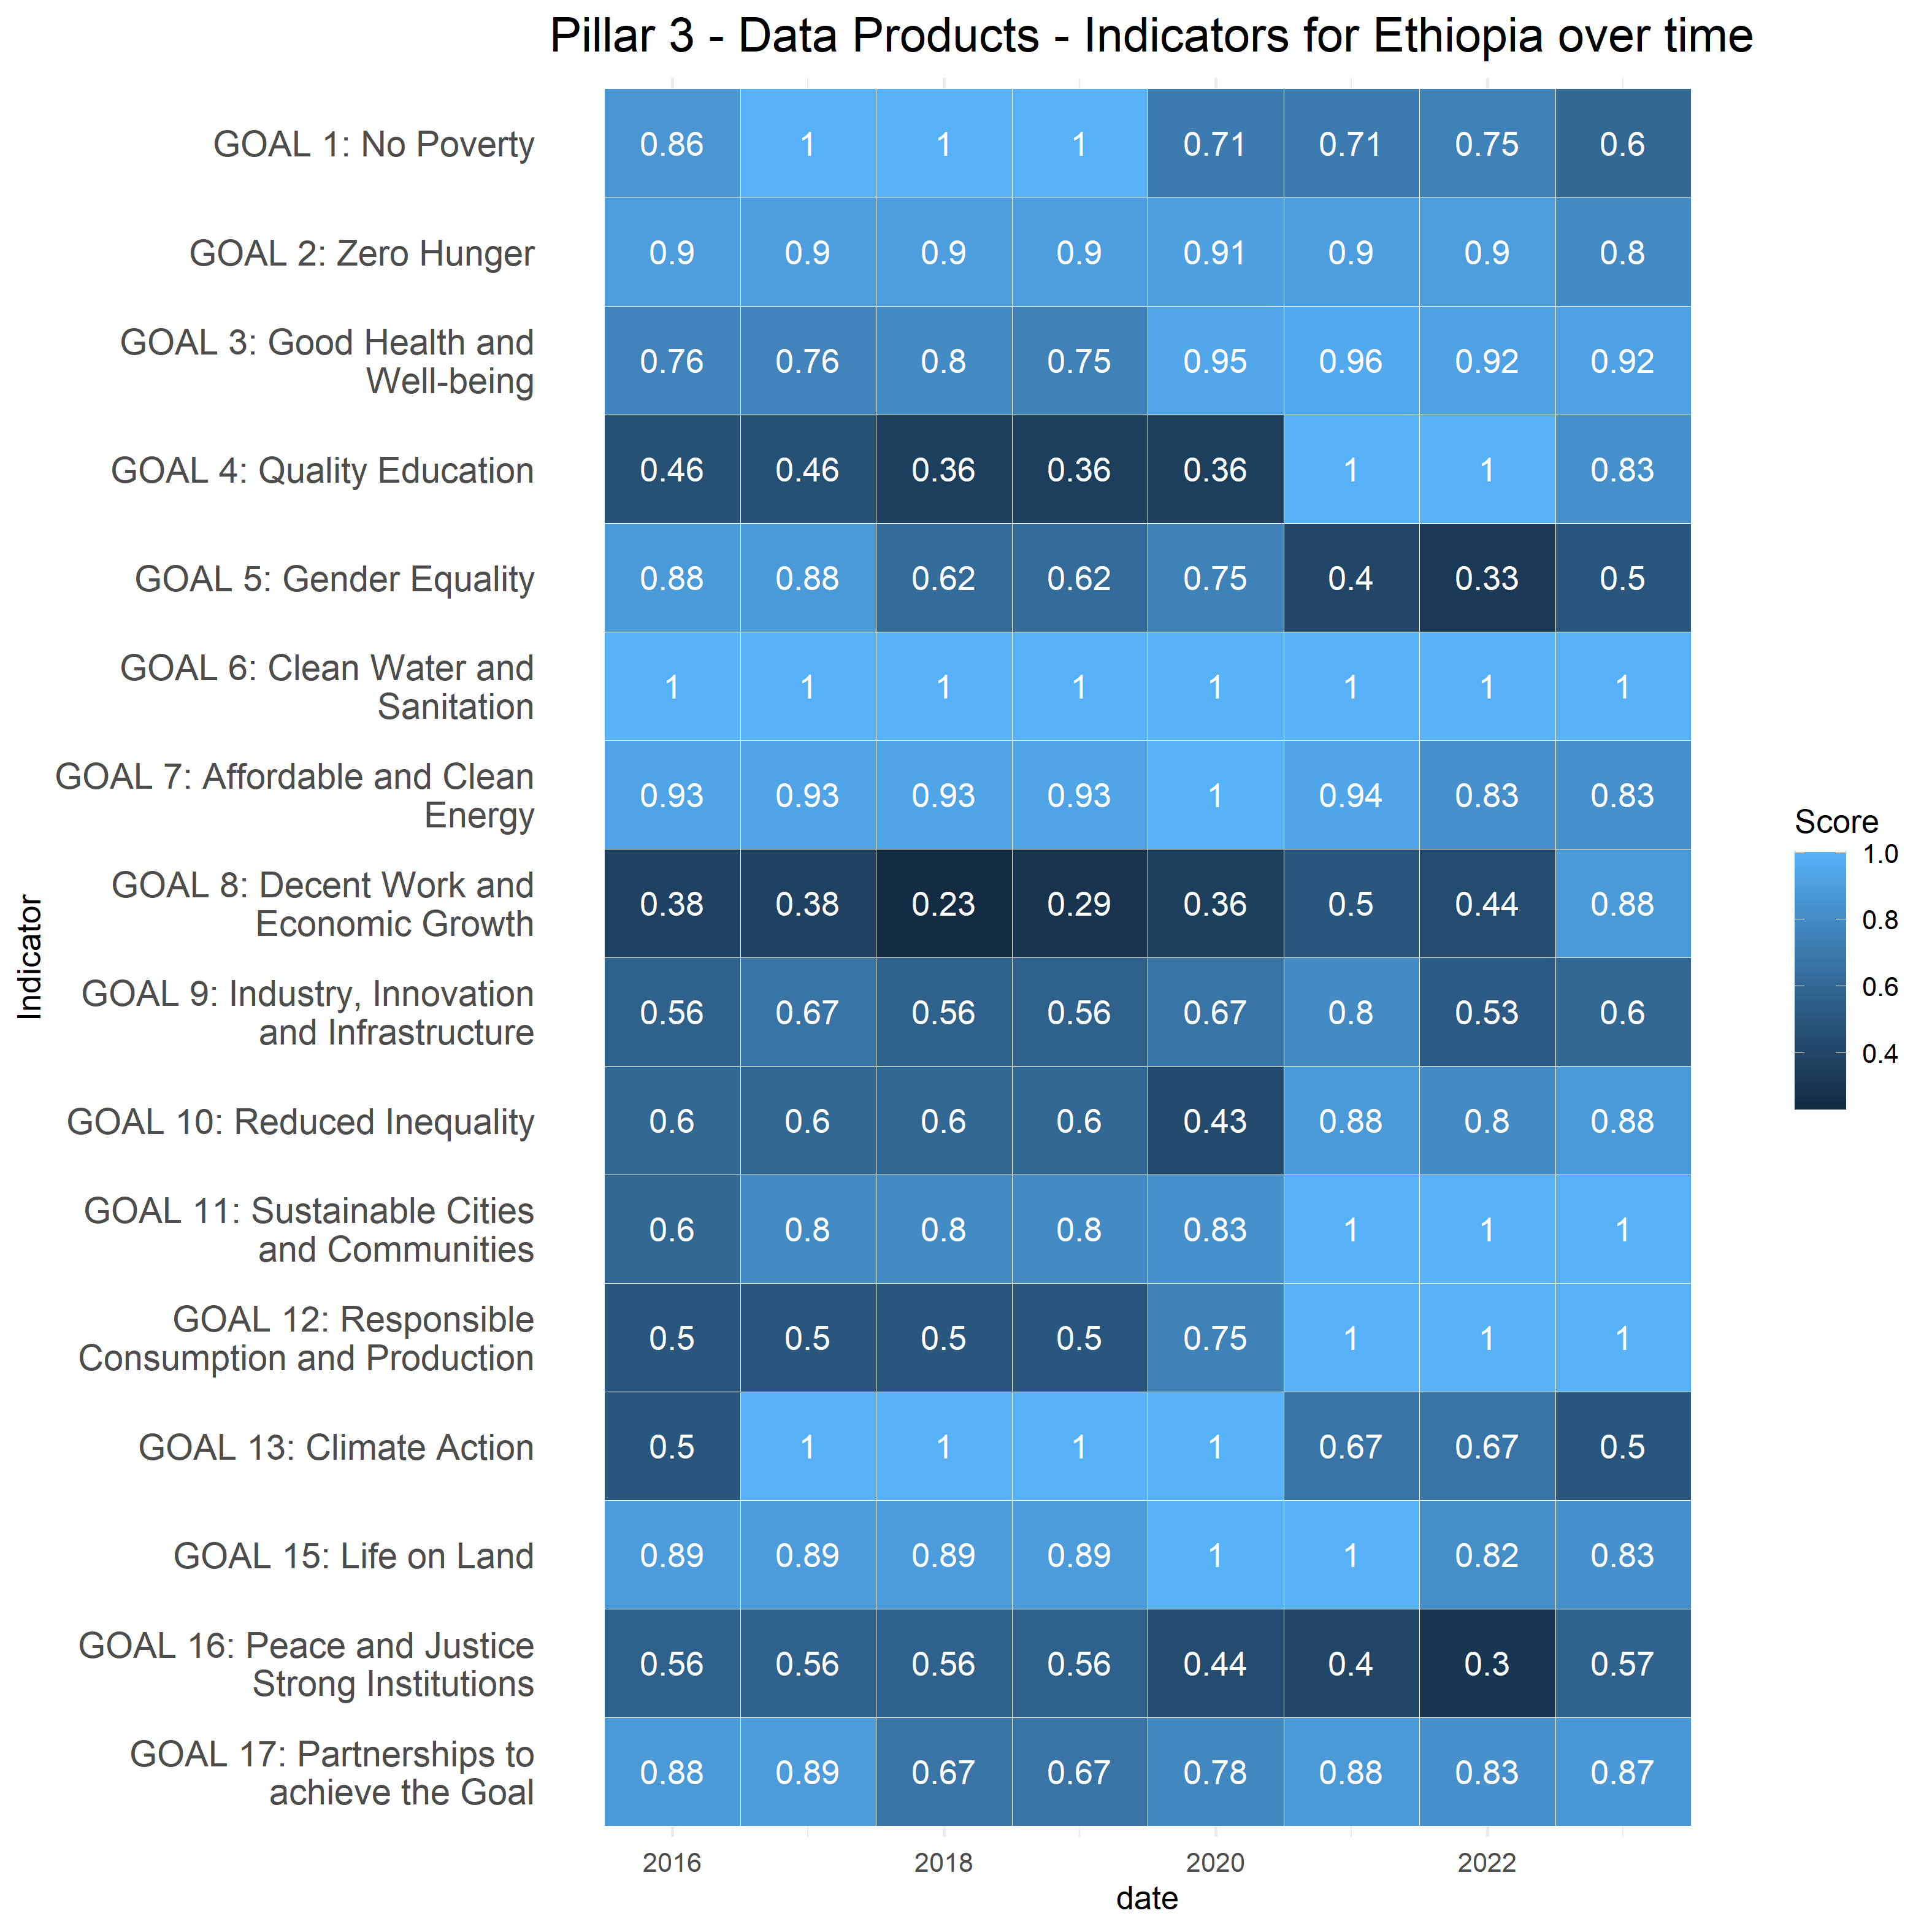 Pillar 3 - Data Products - Indicators for Ethiopia over time
GOAL 1: No Poverty
0.86 1 1 1 0.71 0.71 0.75 0.6
GOAL 2: Zero Hunger
0.9 0.9 0.9 0.9 0.91 0.9 0.9 0.8
GOAL 3: Good Health and
Well-being
0.76 0.76 0.8 0.75 0.95 0.96 0.92 0.92
GOAL 4: Quality Education
0.46 0.46 0.36 0.36 0.36 1 1 0.83
GOAL 5: Gender Equality
0.88 0.88 0.62 0.62 0.75 0.4 0.33 0.5
GOAL 6: Clean Water and
Sanitation
1 1 1 1 1 1 1 1
GOAL 7: Affordable and Clean
Energy
0.93 0.93 0.93 0.93 1 0.94 0.83 0.83
GOAL 8: Decent Work and
Economic Growth
0.38 0.38 0.23 0.29 0.36 0.5 0.44 0.88
GOAL 9: Industry, Innovation
and Infrastructure
0.56 0.67 0.56 0.56 0.67 0.8 0.53 0.6
GOAL 10: Reduced Inequality
0.6 0.6 0.6 0.6 0.43 0.88 0.8 0.88
GOAL 11: Sustainable Cities
and Communities
0.6 0.8 0.8 0.8 0.83 1 1 1
GOAL 12: Responsible
Consumption and Production
0.5 0.5 0.5 0.5 0.75 1 1 1
GOAL 13: Climate Action
0.5 1 1 1 1 0.67 0.67 0.5
GOAL 15: Life on Land
0.89 0.89 0.89 0.89 1 1 0.82 0.83
GOAL 16: Peace and Justice
Strong Institutions
0.56 0.56 0.56 0.56 0.44 0.4 0.3 0.57
GOAL 17: Partnerships to
achieve the Goal
0.88 0.89 0.67 0.67 0.78 0.88 0.83 0.87
2016 2018 2020 2022
date
Indicator
Score
1.0
0.8
0.6
0.4